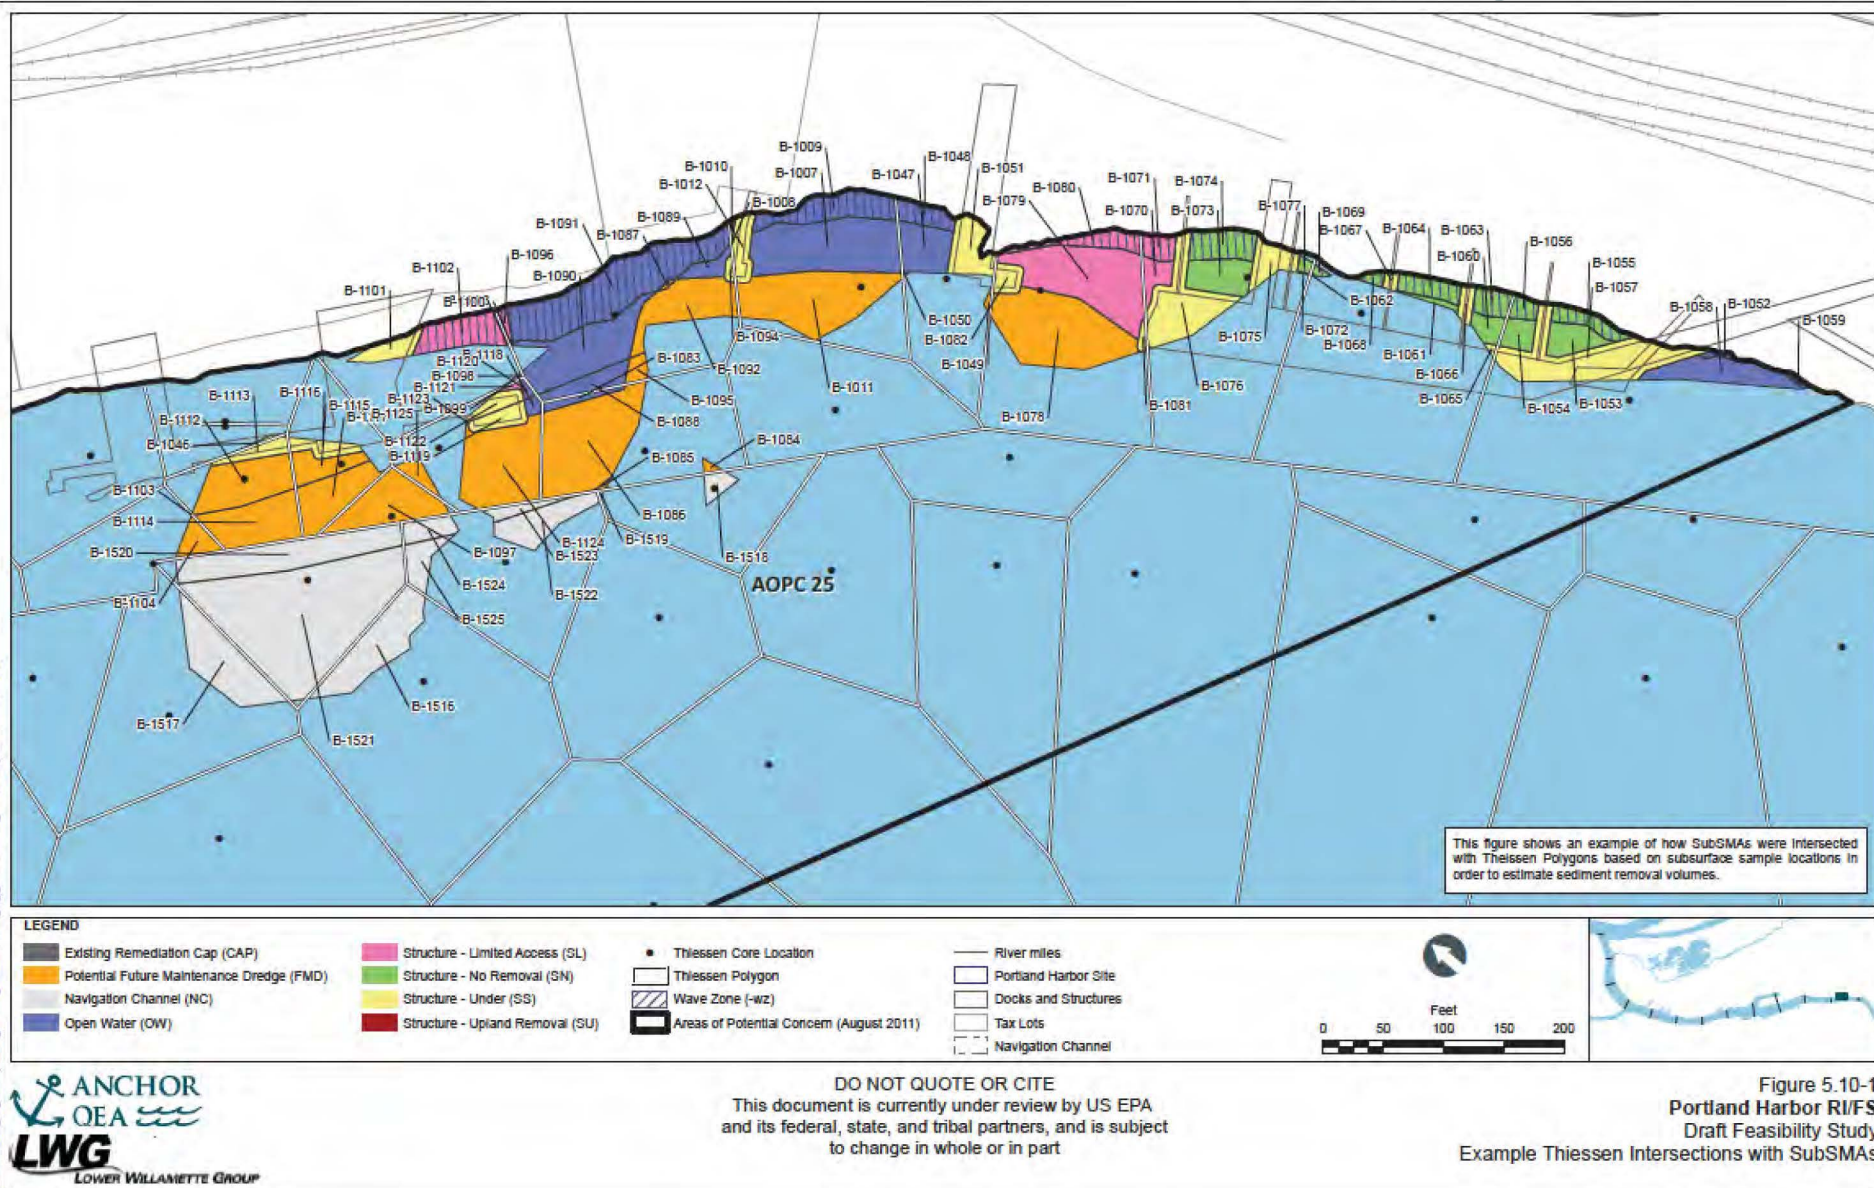 B-1009
B-1048
B-1010
B-1007
B-1047
B-1051
B-1012
B-1080
B-1071
B-1074
B-1008
B-1079
B-1089
B-1070
B-1073
B-1077
B-1069
B-1091
B-1087
B-1067
B-1064
B-1063
B-1056
B-1096
B-1060
B-1055
B-1102
B-1090
B-1057
B-1101
B-1100
B-1062
B-1058
B-1052
B-1050
B-1059
B-1094
B-1082
B-1075
B-1072
B-1068
B-1118
B-1120
B-1083
B-1049
B-1061
B-1098
B-1092
B-1066
B-1121
B-1011
B-1076
B-1113
B-1116
B-1123
B-1095
B-1065
B-1115
B-1099
B-1081
B-1054
B-1053
B-1112
B-1125
B-1088
B-1078
B-1046
B-1122
B-1084
B-1119
B-1085
B-1103
B-1114
B-1086
B-1124
B-1519
B-1520
B-1097
B-1523
B-1518
B-1524
AOPC 25
B-1104
B-1522
B-1525
B-1516
B-1517
B-1521
This figure shows an example of how SubSMAs were intersected
with Theissen Polygons based on subsurface sample locations in
order to estimate sediment removal volumes.
LEGEND
Existing Remediation Cap (CAP)
Potential Future Maintenance Dredge (FMD)
Navigation Channel (NC)
Open Water (OW)
Structure - Limited Access (SL)
Structure - No Removal (SN)
Structure - Under (SS)
Structure - Upland Removal (SU)
Thiessen Core Location
Thiessen Polygon
Wave Zone (-wz)
Areas of Potential Concern (August 2011)
River miles
Portland Harbor Site
Docks and Structures
Tax Lots
Navigation Channel
Feet
0 50 100 150 200
ANCHOR
QEA
LWG
LOWER WILLAMETTE GROUP
DO NOT QUOTE OR CITE
This document is currently under review by US EPA
and its federal, state, and tribal partners, and is subject
to change in whole or in part
Figure 5.10-1
Portland Harbor RI/FS
Draft Feasibility Study
Example Thiessen Intersections with SubSMAs